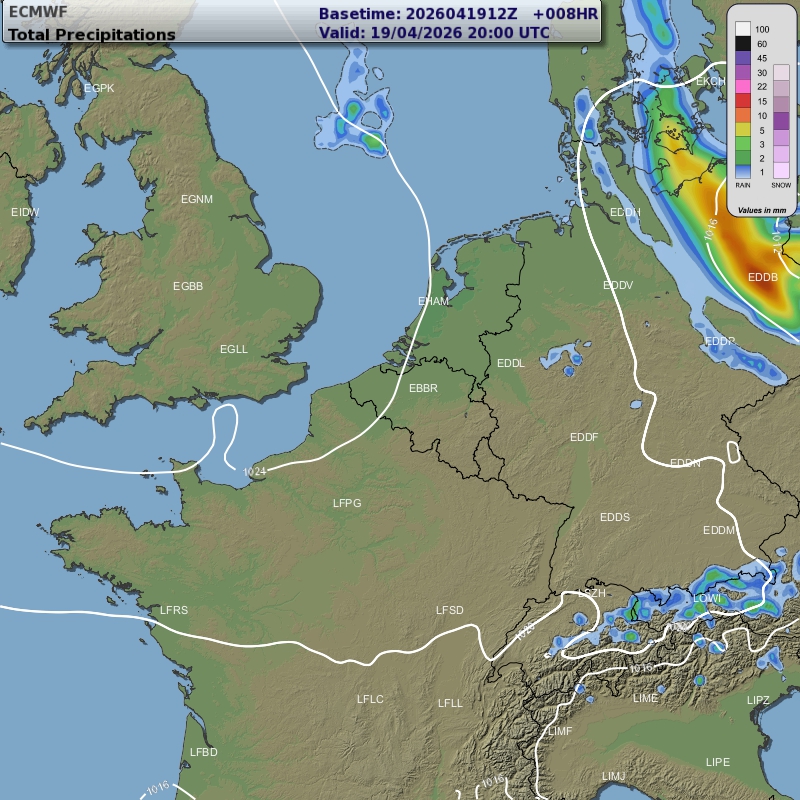 ECMWF
Basetime: 2026041912Z +008HR
Total Precipitations
Valid: 19/04/2026 20:00 UTC
100
60
45
30
22
15
10
5
3
2
1
RAIN
SNOW
Values in mm
EGPK
EKCH
EIDW
EGNM
EDDH
1016
1012
EGBB
EDDV
EDDB
EHAM
EGLL
EDDL
EDDP
EBBR
EDDF
1024
EDDN
LFPG
EDDS
EDDM
LSZH
LOWI
LFRS
LFSD
1016
LFLC
LFLL
LIME
LIPZ
LIMF
LFBD
LIPE
LIMJ
1016
1016